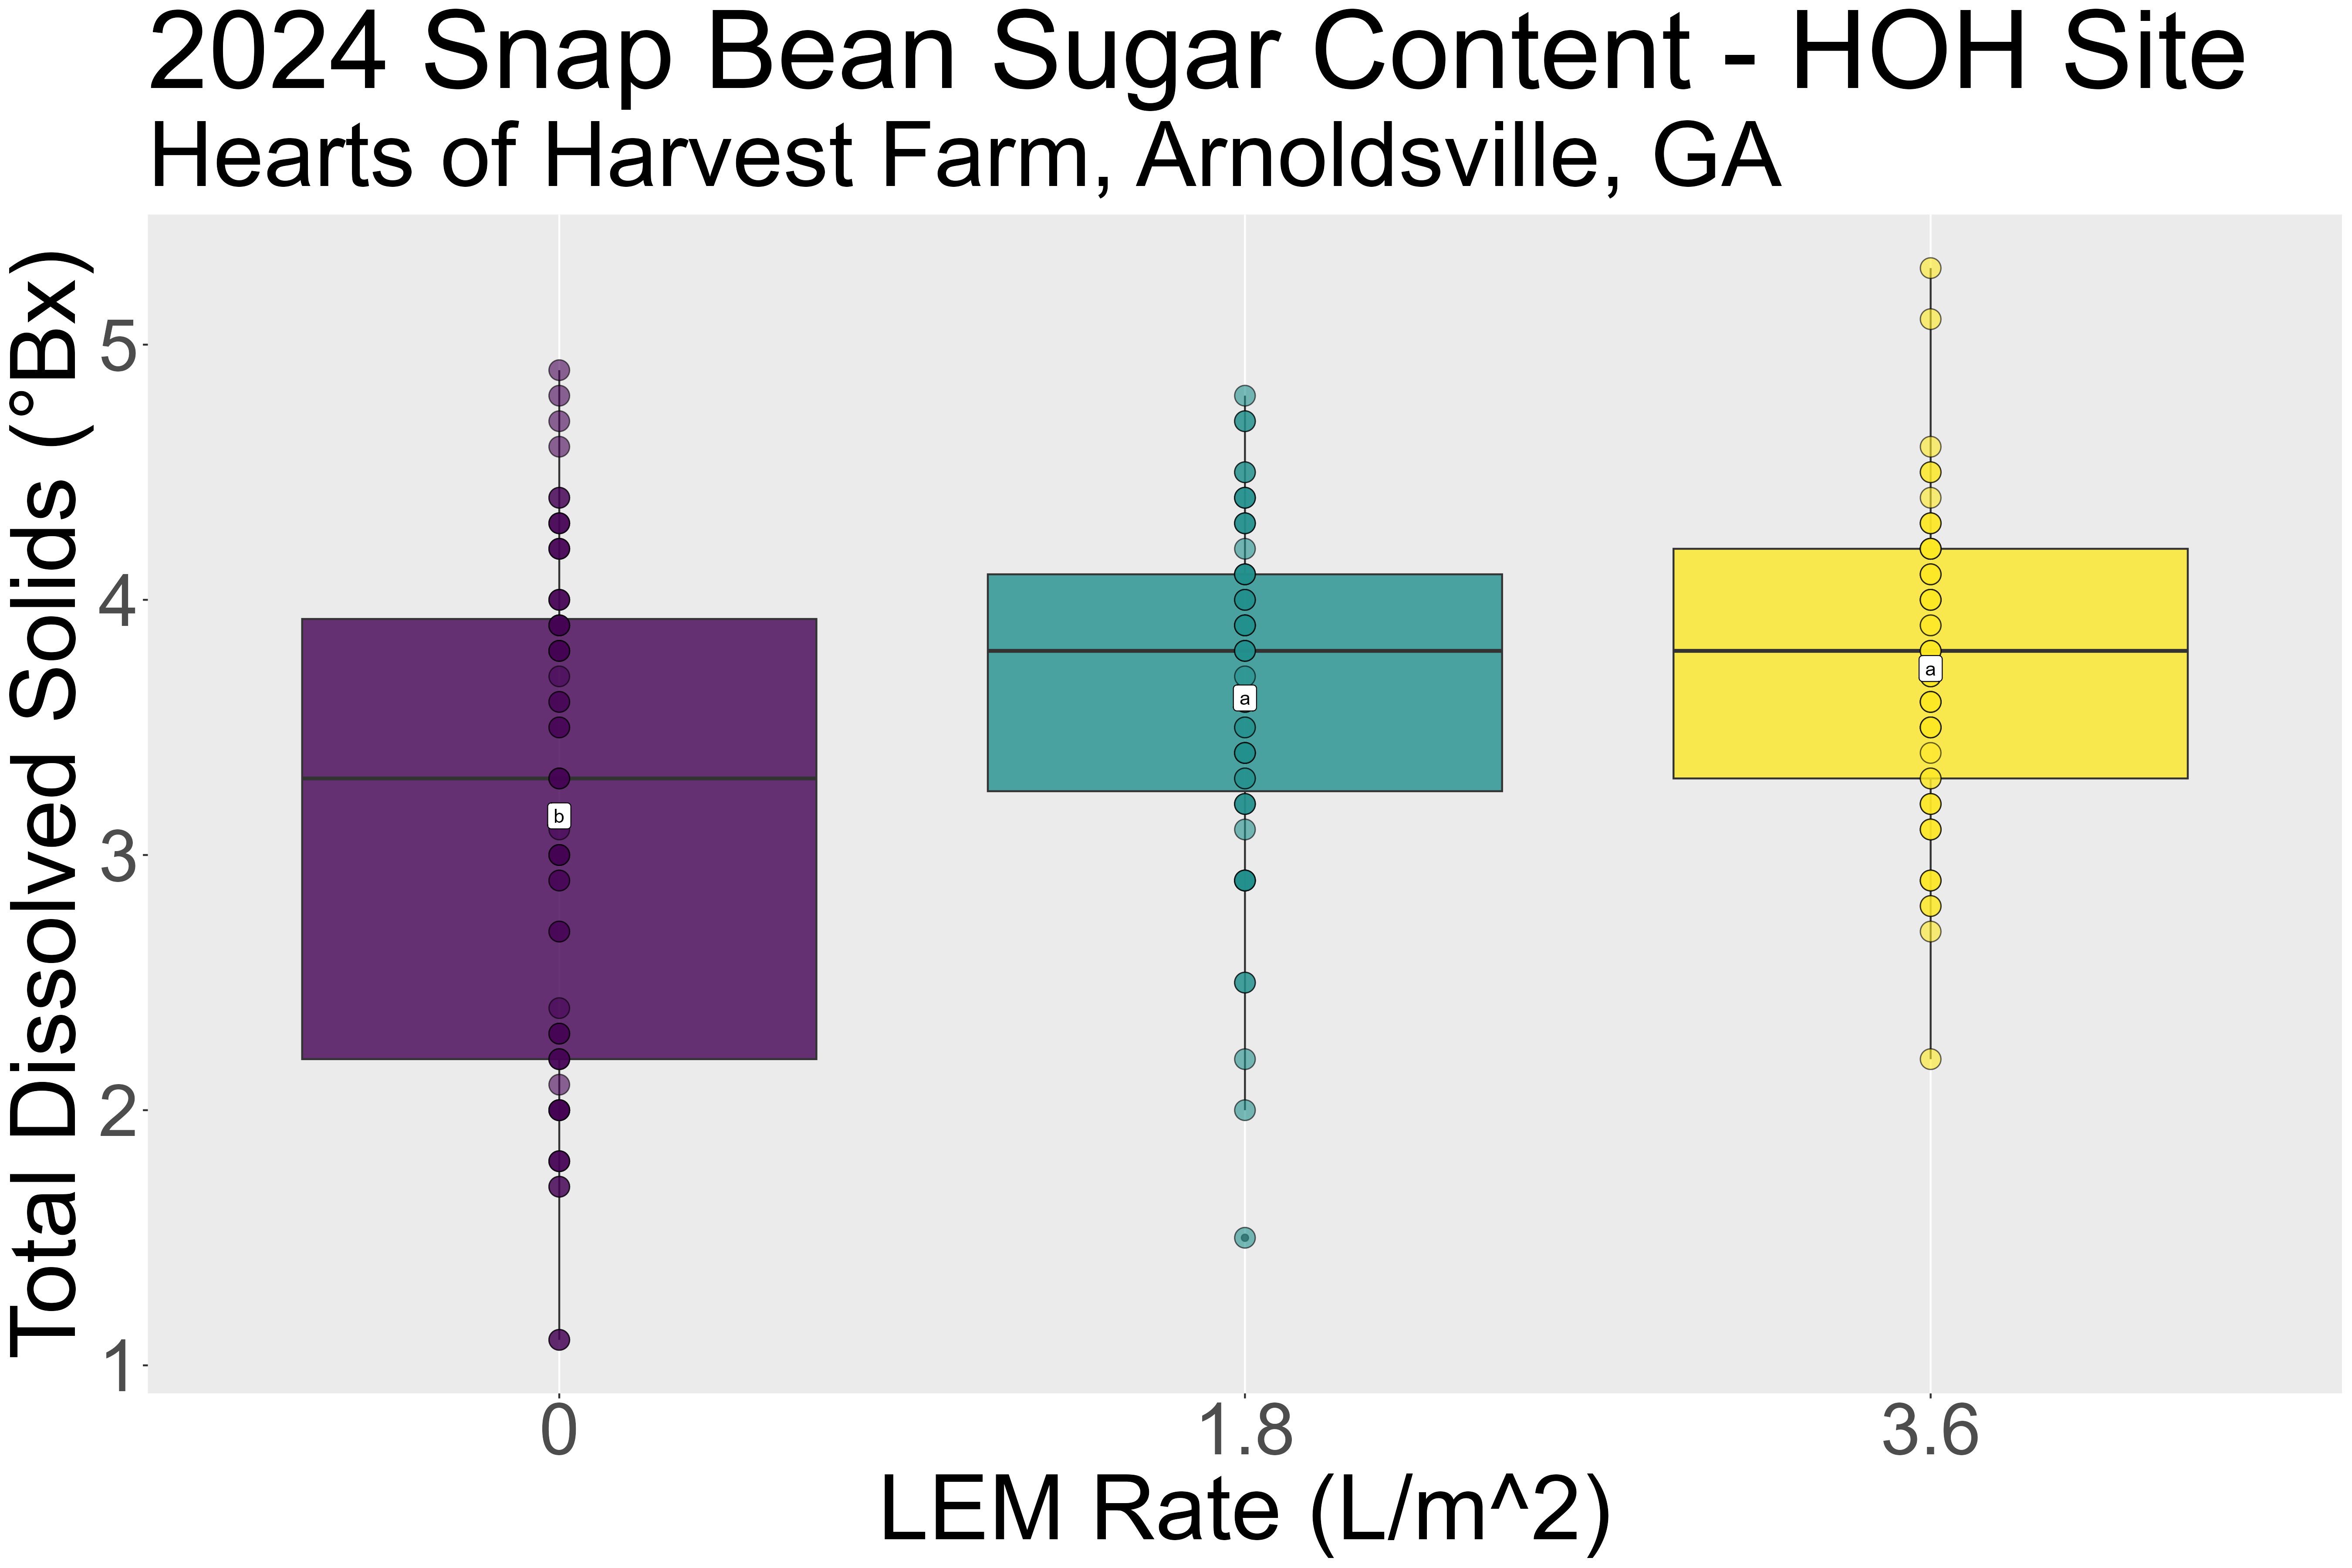 2024 Snap Bean Sugar Content - HOH Site
Hearts of Harvest Farm, Arnoldsville, GA
Total Dissolved Solids (°Bx)
5
4
3
2
1
b
a
a
0
1.8
3.6
LEM Rate (L/m^2)